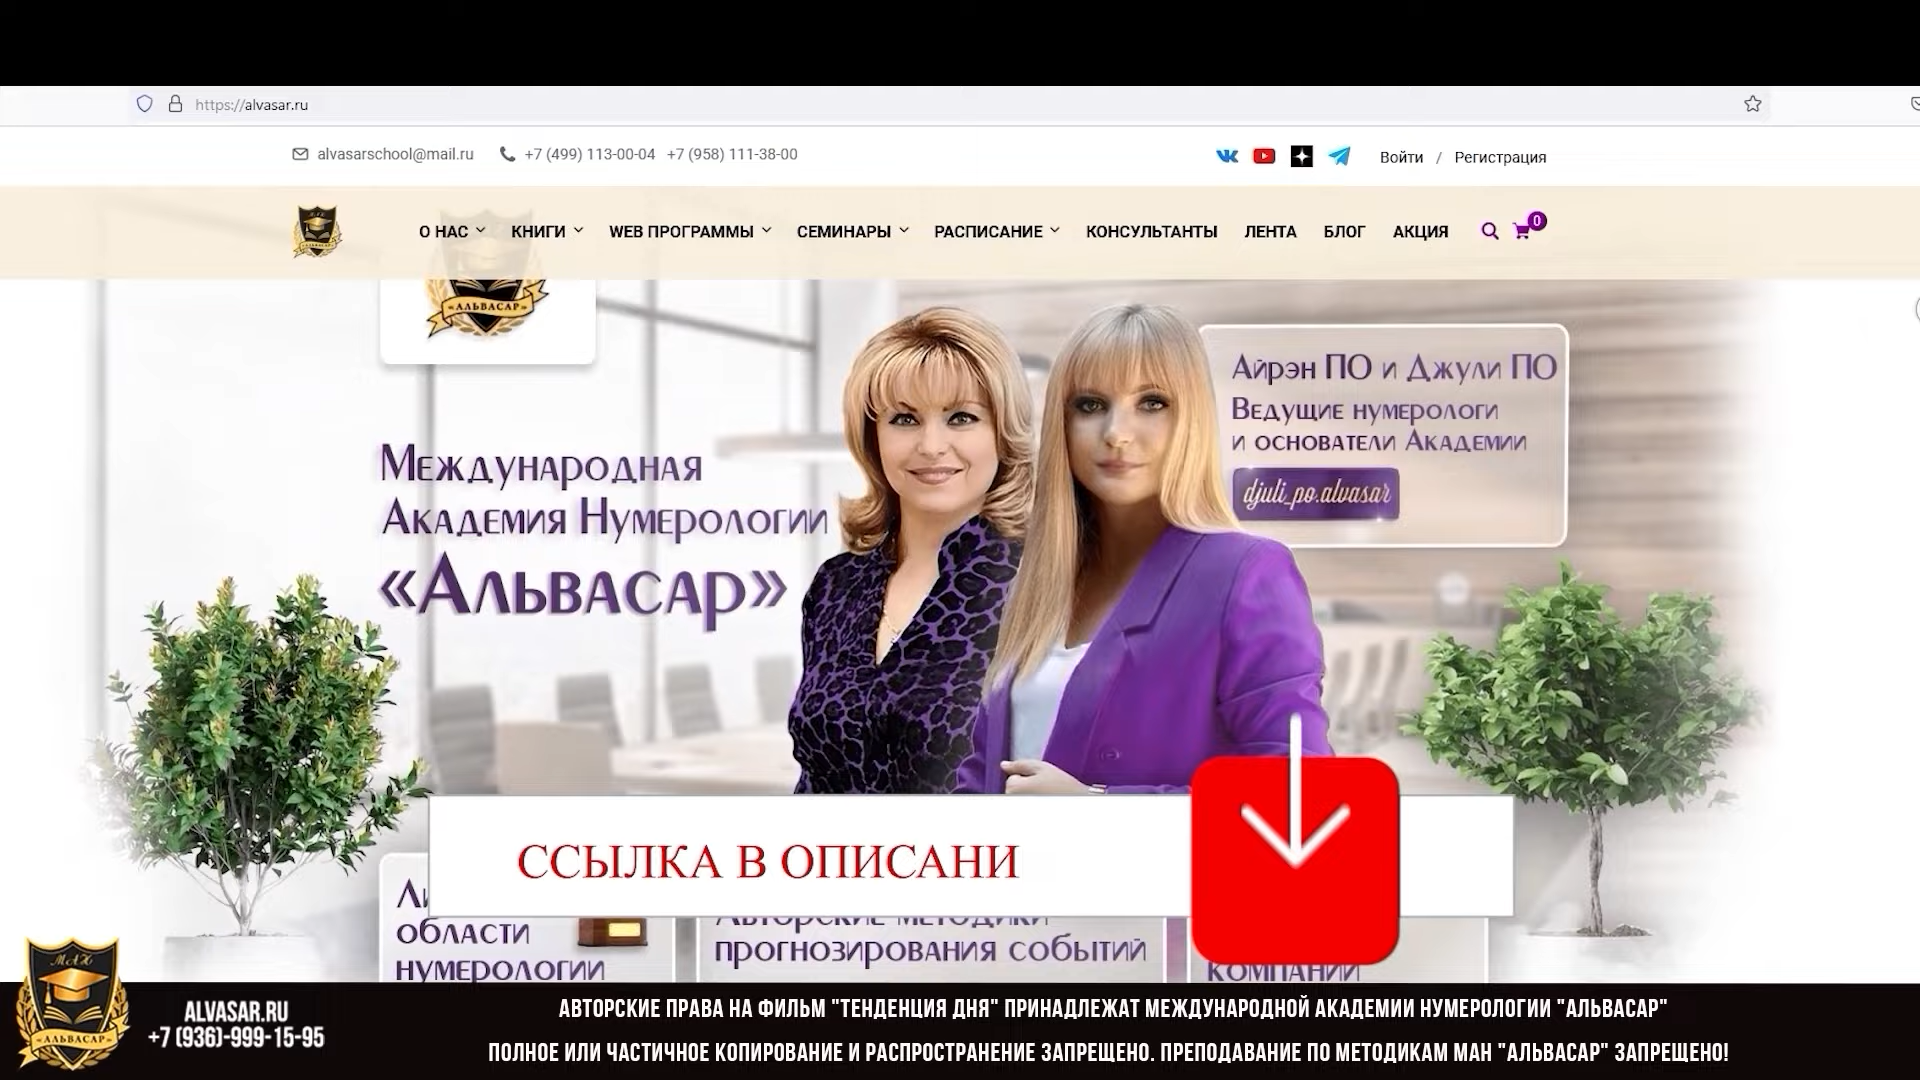 https://alvasar.ru
alvasarschool@mail.ru +7 (499) 113-00-04 +7 (958) 111-38-00 Войти / Регистрация
О НАС КНИГИ WEB ПРОГРАММЫ СЕМИНАРЫ РАСПИСАНИЕ КОНСУЛЬТАНТЫ ЛЕНТА БЛОГ АКЦИЯ 0
«АЛЬВАСАР»
Айрэн ПО и Джули ПО
Ведущие нумерологи
и основатели Академии
djuli_po.alvasar
Международная
Академия Нумерологии
«Альвасар»
ССЫЛКА В ОПИСАНИ
области
нумерологии
Авторские методики
прогнозирования событий
компании
МАН
«АЛЬВАСАР»
ALVASAR.RU
+7 (936)-999-15-95
АВТОРСКИЕ ПРАВА НА ФИЛЬМ "ТЕНДЕНЦИЯ ДНЯ" ПРИНАДЛЕЖАТ МЕЖДУНАРОДНОЙ АКАДЕМИИ НУМЕРОЛОГИИ "АЛЬВАСАР"
ПОЛНОЕ ИЛИ ЧАСТИЧНОЕ КОПИРОВАНИЕ И РАСПРОСТРАНЕНИЕ ЗАПРЕЩЕНО. ПРЕПОДАВАНИЕ ПО МЕТОДИКАМ МАН "АЛЬВАСАР" ЗАПРЕЩЕНО!